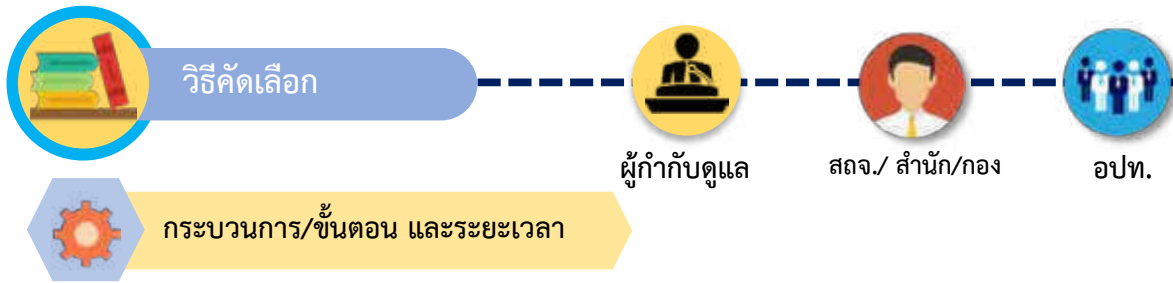 วิธีคัดเลือก
ผู้กำกับดูแล
สถจ./ สำนัก/กอง
อปท.
กระบวนการ/ขั้นตอน และระยะเวลา